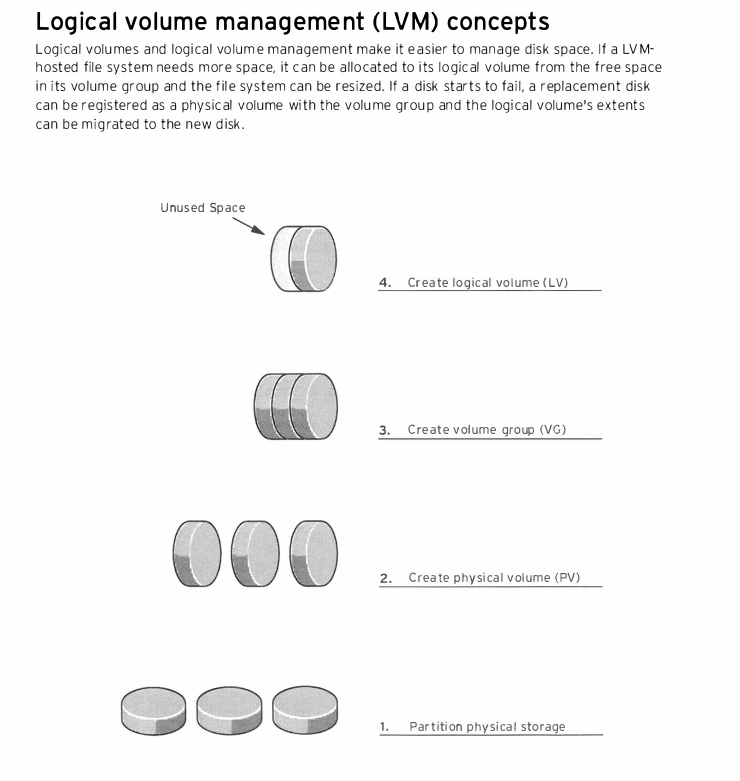 Logical volume management (LVM) concepts
Logical volumes and logical volume management make it easier to manage disk space. If a LVM-
hosted file system needs more space, it can be allocated to its logical volume from the free space
in its volume group and the file system can be resized. If a disk starts to fail, a replacement disk
can be registered as a physical volume with the volume group and the logical volume's extents
can be migrated to the new disk.
Unused Space
4. Create logical volume (LV)
3. Create volume group (VG)
2. Create physical volume (PV)
1. Partition physical storage